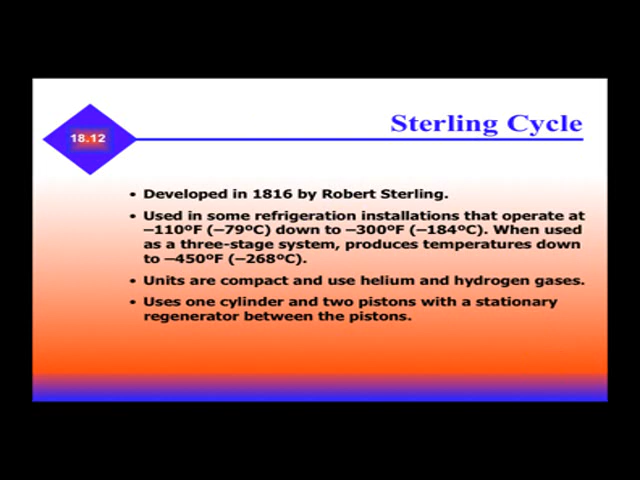 Sterling Cycle
18.12
• Developed in 1816 by Robert Sterling.
• Used in some refrigeration installations that operate at
–110ºF (–79ºC) down to –300ºF (–184ºC). When used
as a three-stage system, produces temperatures down
to –450ºF (–268ºC).
• Units are compact and use helium and hydrogen gases.
• Uses one cylinder and two pistons with a stationary
regenerator between the pistons.